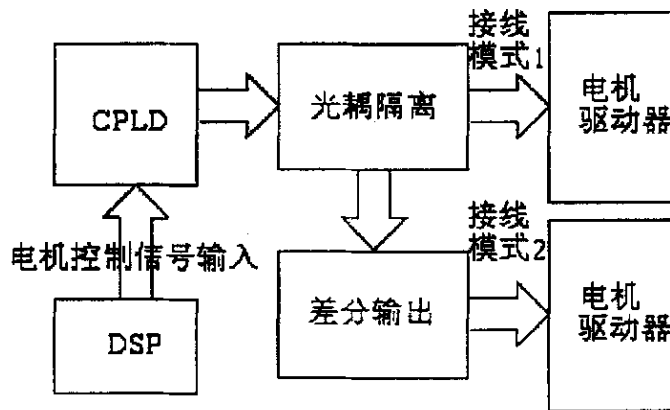 接线
模式1
CPLD
光耦隔离
电机
驱动器
电机控制信号输入
接线
模式2
DSP
差分输出
电机
驱动器